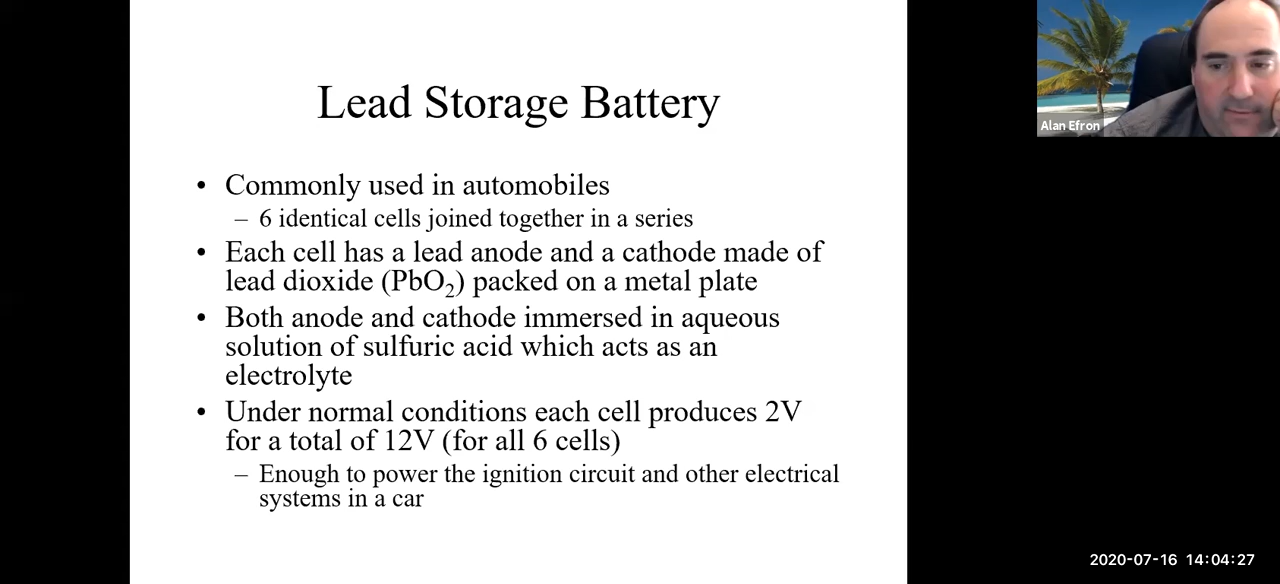 Lead Storage Battery
• Commonly used in automobiles
– 6 identical cells joined together in a series
• Each cell has a lead anode and a cathode made of
lead dioxide (PbO₂) packed on a metal plate
• Both anode and cathode immersed in aqueous
solution of sulfuric acid which acts as an
electrolyte
• Under normal conditions each cell produces 2V
for a total of 12V (for all 6 cells)
– Enough to power the ignition circuit and other electrical
systems in a car
Alan Efron
2020-07-16 14:04:27